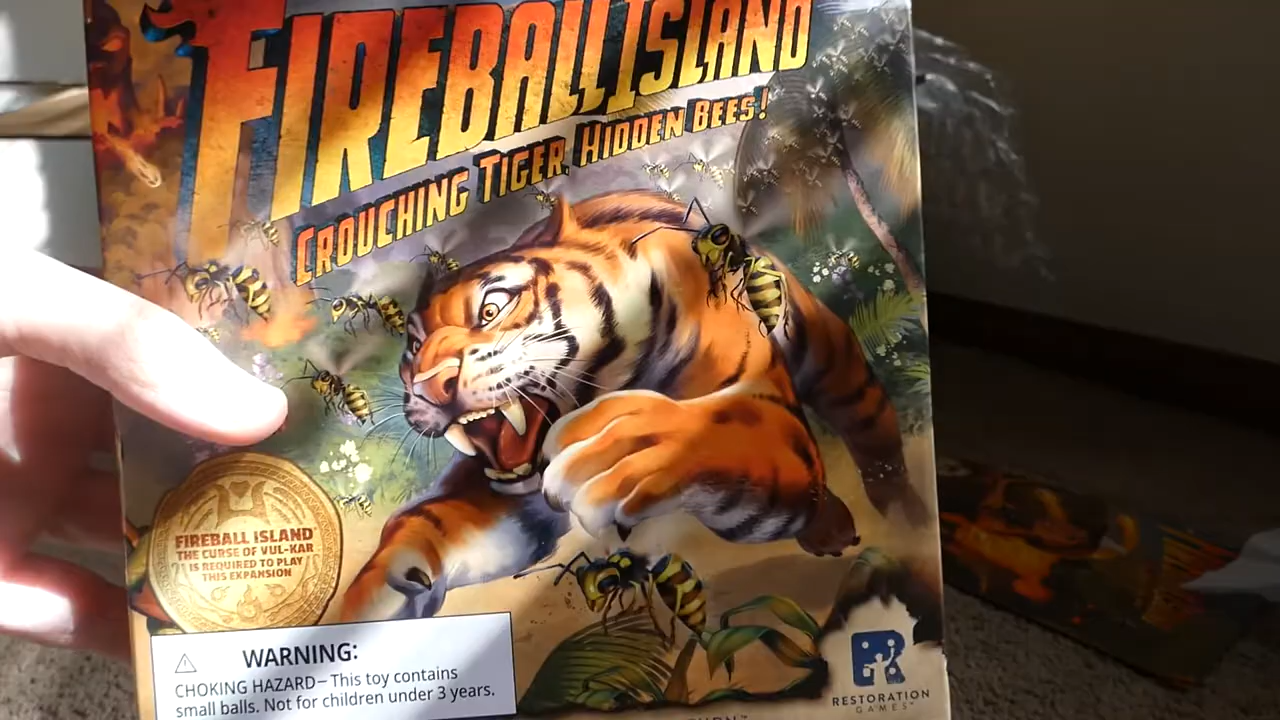 FIREBALL ISLAND
CROUCHING TIGER, HIDDEN BEES!
FIREBALL ISLAND
THE CURSE OF VUL-KAR
IS REQUIRED TO PLAY
THIS EXPANSION
WARNING:
CHOKING HAZARD– This toy contains
small balls. Not for children under 3 years.
R
RESTORATION
GAMES™